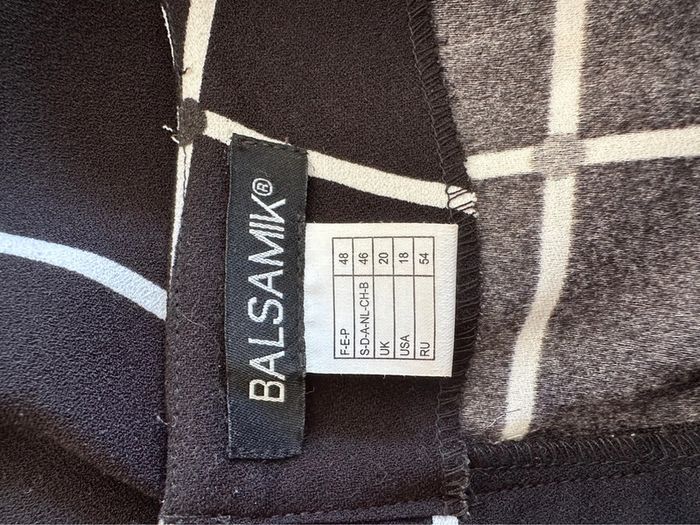 BALSAMIK®
F-E-P 48
S-D-A-NL-CH-B 46
UK 20
USA 18
RU 54